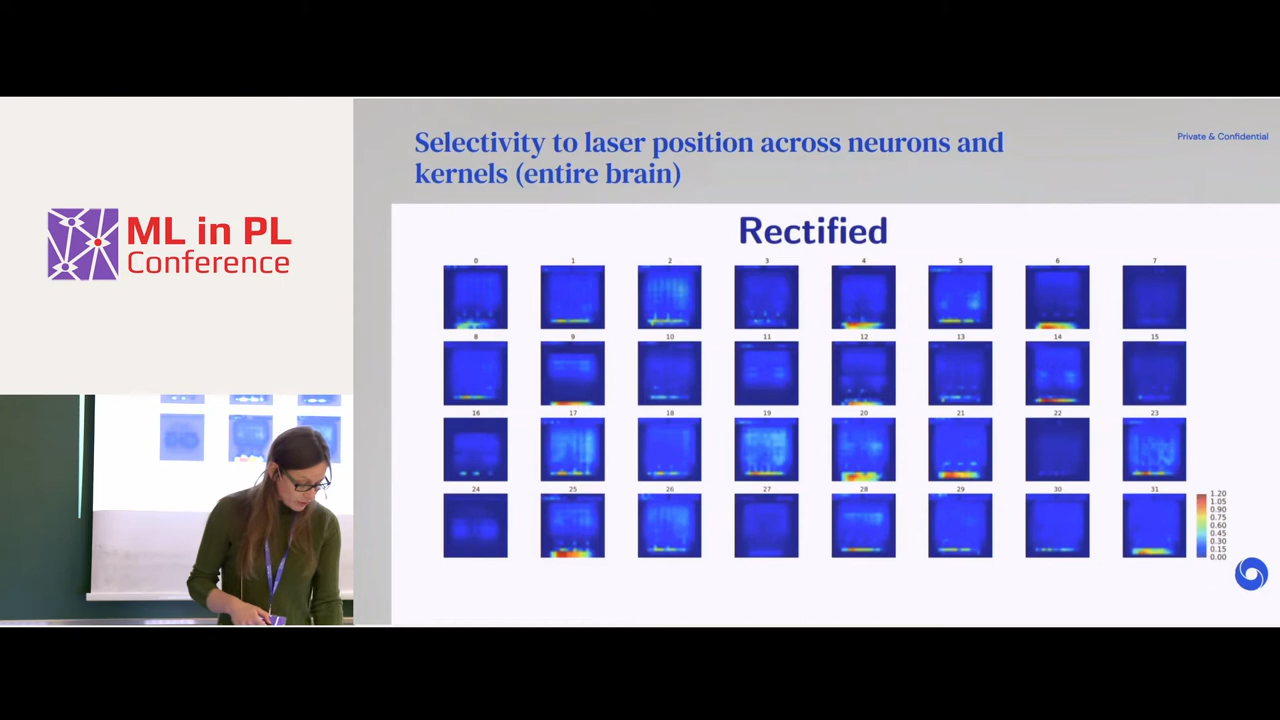 ML in PL
Conference
Selectivity to laser position across neurons and
kernels (entire brain)
Private & Confidential
Rectified
0 1 2 3 4 5 6 7
8 9 10 11 12 13 14 15
16 17 18 19 20 21 22 23
24 25 26 27 28 29 30 31
1.20
1.05
0.90
0.75
0.60
0.45
0.30
0.15
0.00